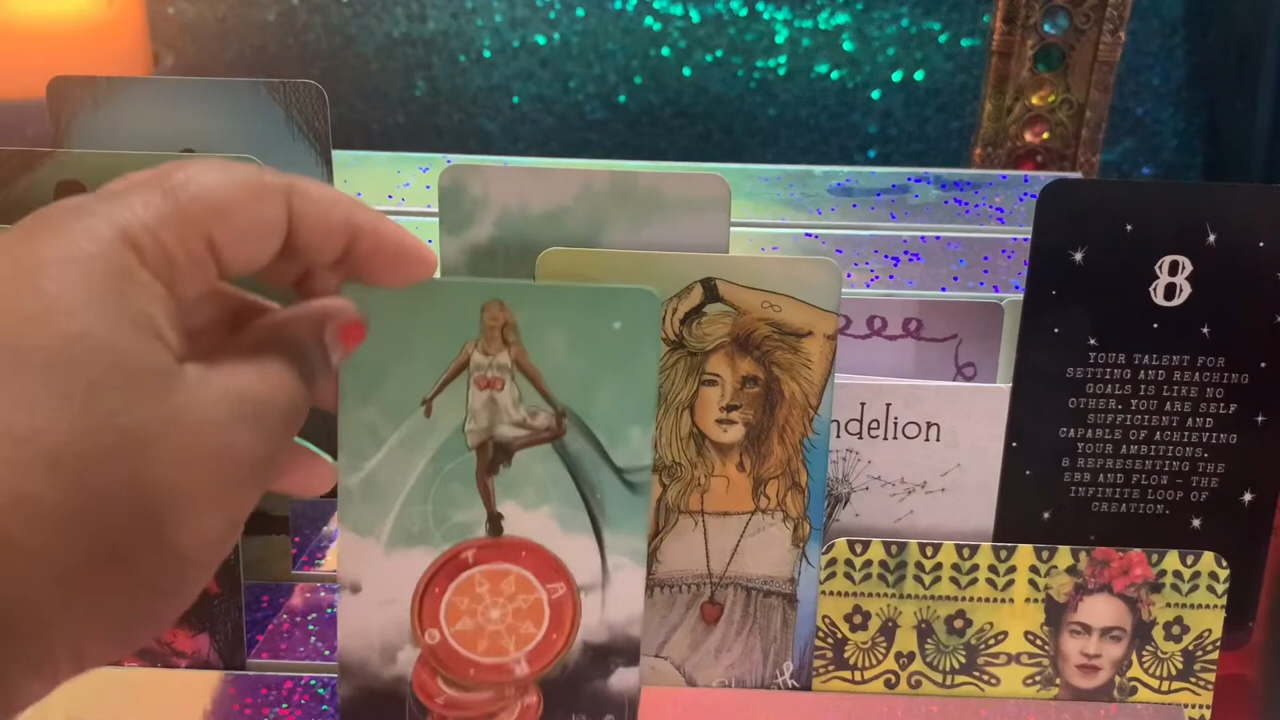 8
YOUR TALENT FOR
SETTING AND REACHING
GOALS IS LIKE NO
OTHER. YOU ARE SELF
SUFFICIENT AND
CAPABLE OF ACHIEVING
YOUR AMBITIONS.
8 REPRESENTING THE
EBB AND FLOW - THE
INFINITE LOOP OF
CREATION.
ndelion
T A R O